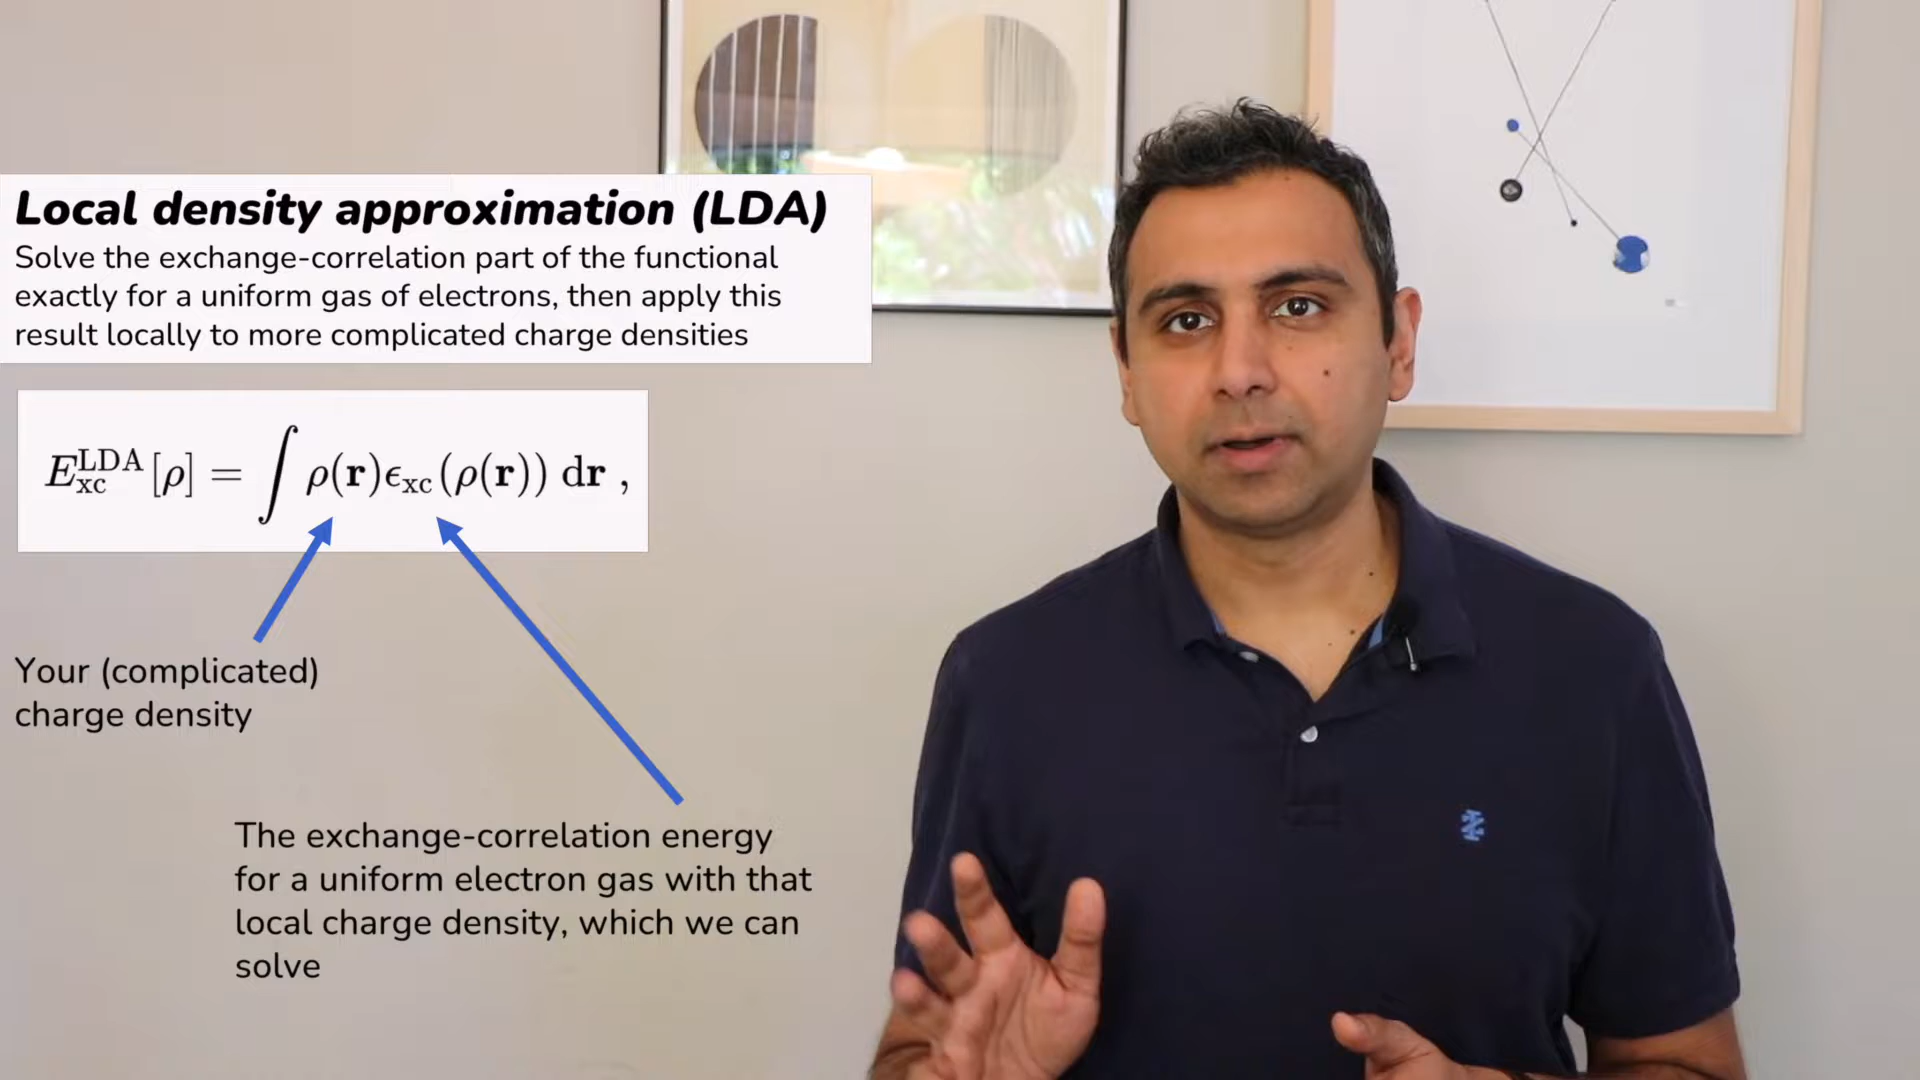 Local density approximation (LDA)
Solve the exchange-correlation part of the functional
exactly for a uniform gas of electrons, then apply this
result locally to more complicated charge densities
E_xc^LDA[ρ] = ∫ ρ(𝐫)ϵ_xc(ρ(𝐫)) d𝐫 ,
Your (complicated)
charge density
The exchange-correlation energy
for a uniform electron gas with that
local charge density, which we can
solve